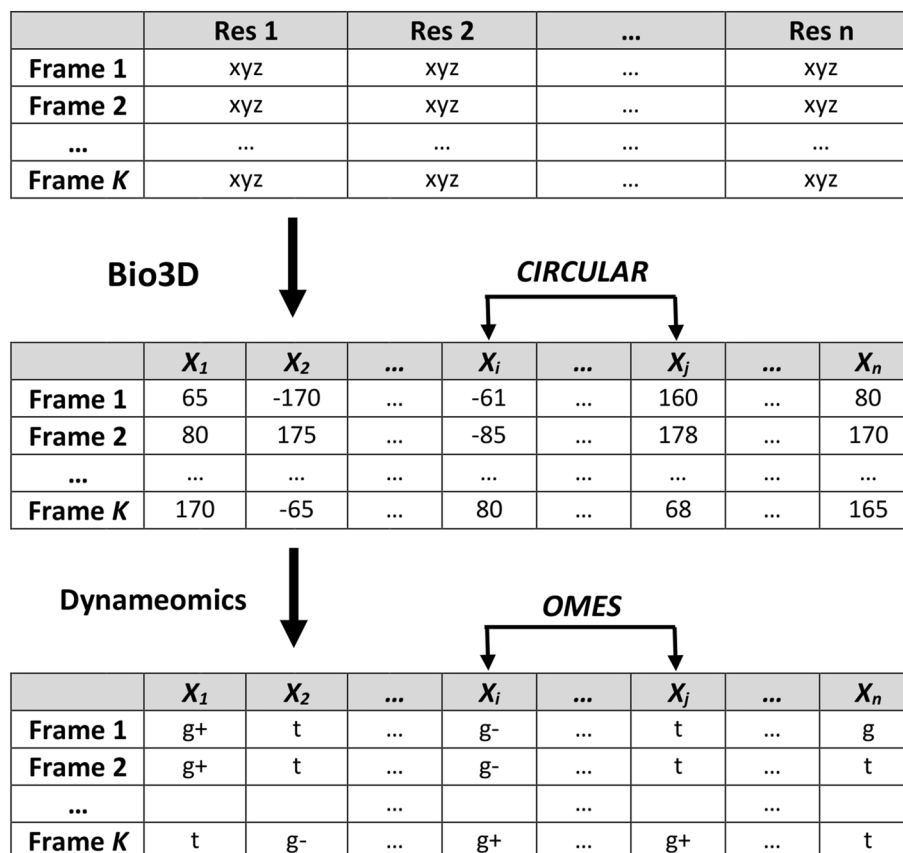 Res 1 Res 2 ... Res n
Frame 1 xyz xyz ... xyz
Frame 2 xyz xyz ... xyz
... ... ... ... ...
Frame K xyz xyz ... xyz
Bio3D
CIRCULAR
X1 X2 ... Xi ... Xj ... Xn
Frame 1 65 -170 ... -61 ... 160 ... 80
Frame 2 80 175 ... -85 ... 178 ... 170
... ... ... ... ... ... ... ... ...
Frame K 170 -65 ... 80 ... 68 ... 165
Dynameomics
OMES
X1 X2 ... Xi ... Xj ... Xn
Frame 1 g+ t ... g- ... t ... g
Frame 2 g+ t ... g- ... t ... t
... ... ... ...
Frame K t g- ... g+ ... g+ ... t